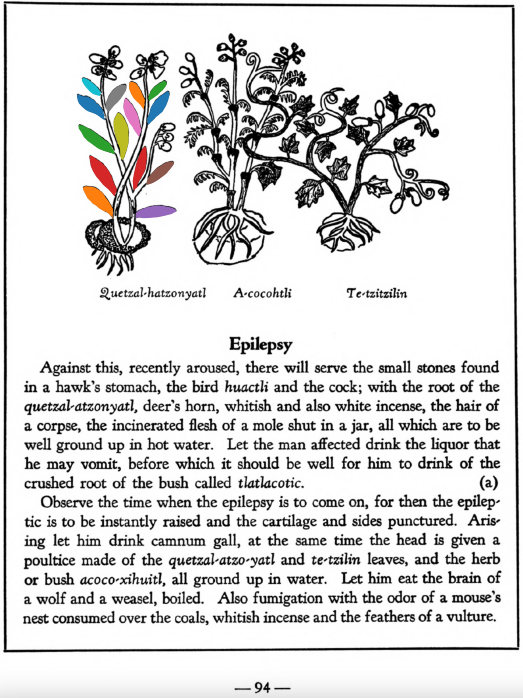 Quetzal-hatzonyatl A-cocohtli Te-tzitzilin
Epilepsy
Against this, recently aroused, there will serve the small stones found
in a hawk's stomach, the bird huactli and the cock; with the root of the
quetzal-atzonyatl, deer's horn, whitish and also white incense, the hair of
a corpse, the incinerated flesh of a mole shut in a jar, all which are to be
well ground up in hot water. Let the man affected drink the liquor that
he may vomit, before which it should be well for him to drink of the
crushed root of the bush called tlatlacotic. (a)
Observe the time when the epilepsy is to come on, for then the epilep-
tic is to be instantly raised and the cartilage and sides punctured. Aris-
ing let him drink camnum gall, at the same time the head is given a
poultice made of the quetzal-atzo-yatl and te-tzilin leaves, and the herb
or bush acoco-xihuitl, all ground up in water. Let him eat the brain of
a wolf and a weasel, boiled. Also fumigation with the odor of a mouse's
nest consumed over the coals, whitish incense and the feathers of a vulture.
— 94 —